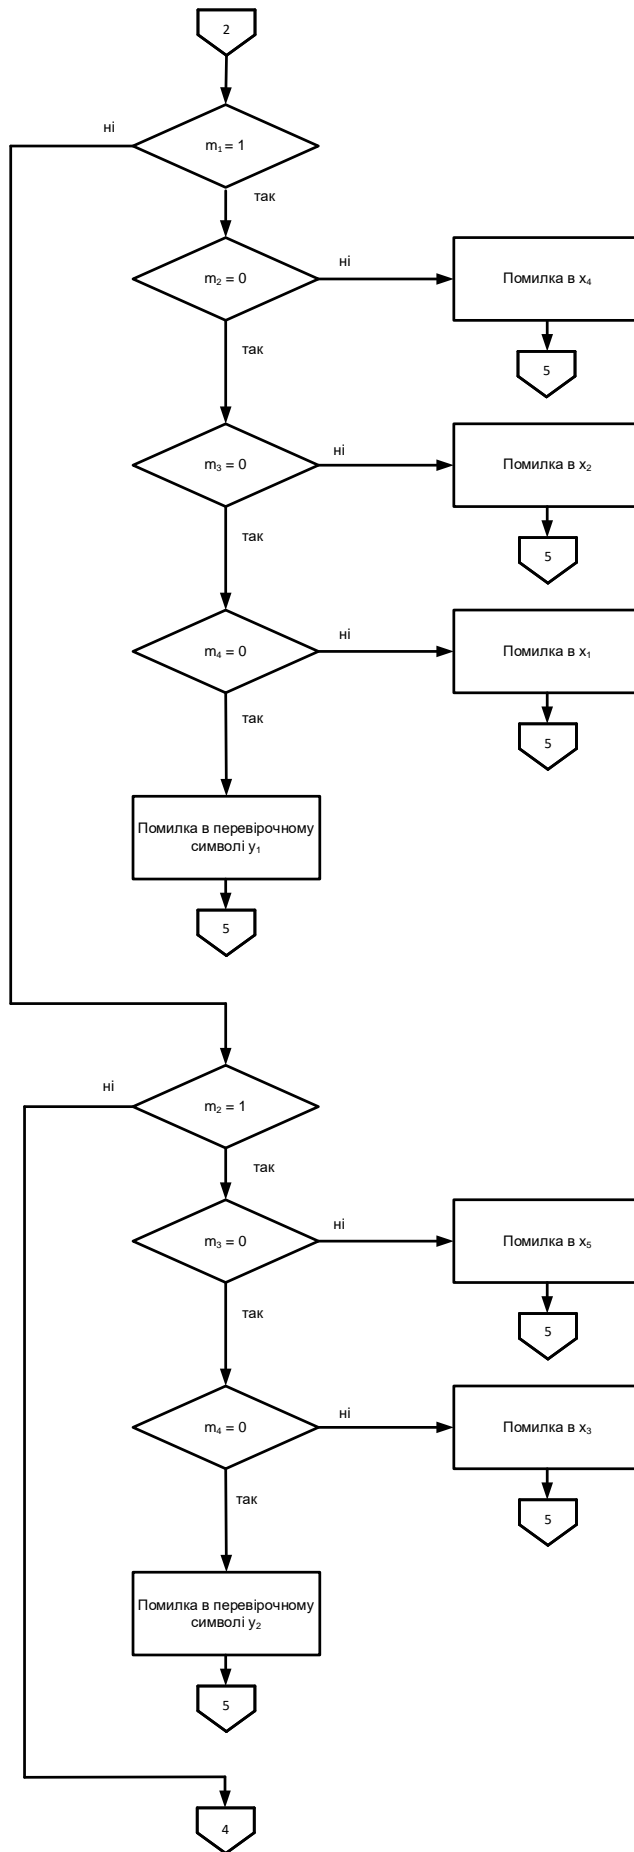 2
ні
m₁ = 1
так
m₂ = 0
ні
Помилка в x₄
так
5
m₃ = 0
ні
Помилка в x₂
так
5
m₄ = 0
ні
Помилка в x₁
так
5
Помилка в перевірочному
символі y₁
5
ні
m₂ = 1
так
m₃ = 0
ні
Помилка в x₅
так
5
m₄ = 0
ні
Помилка в x₃
так
5
Помилка в перевірочному
символі y₂
5
4